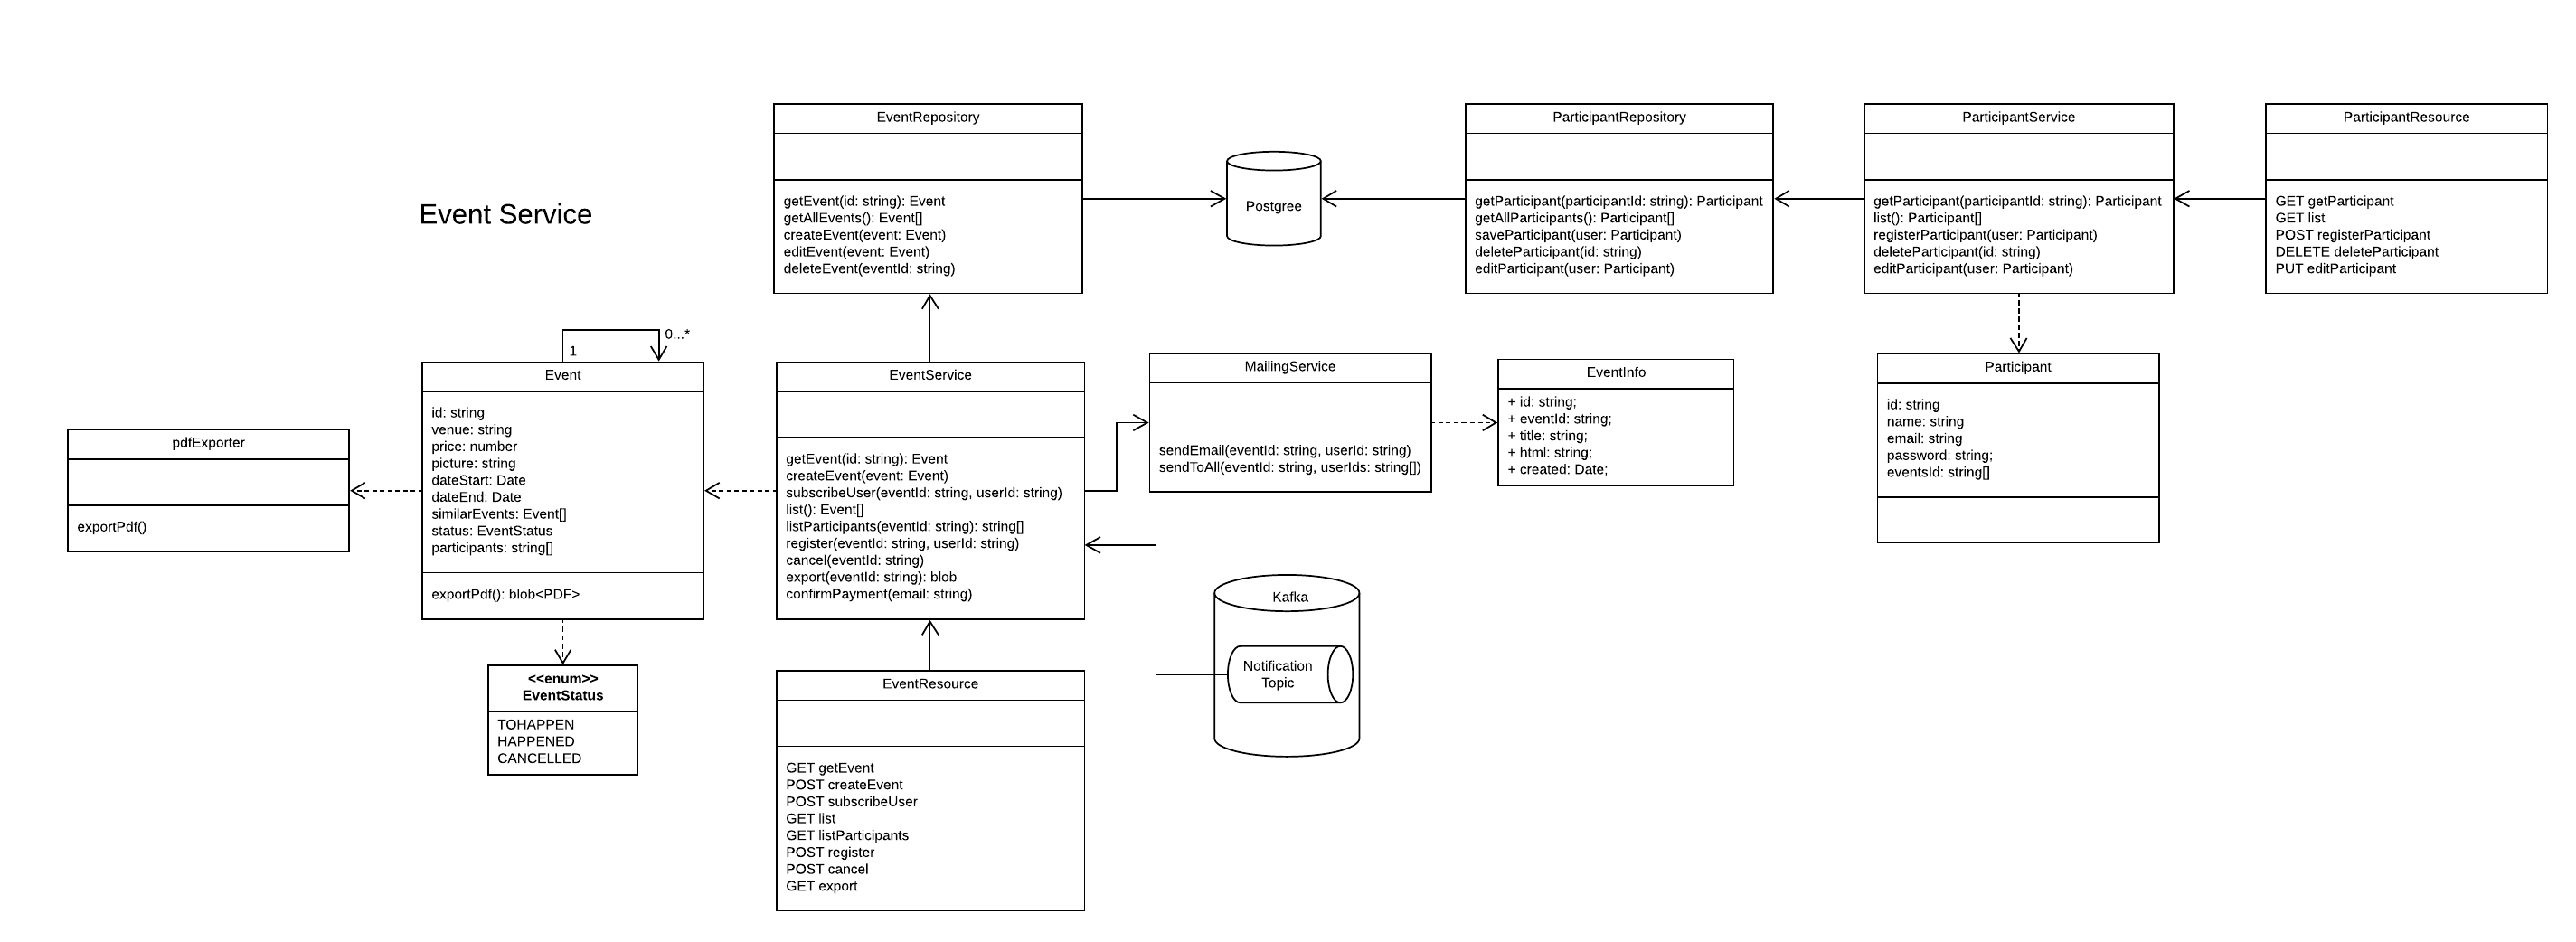 Event Service
EventRepository
getEvent(id: string): Event
getAllEvents(): Event[]
createEvent(event: Event)
editEvent(event: Event)
deleteEvent(eventId: string)
Postgree
ParticipantRepository
getParticipant(participantId: string): Participant
getAllParticipants(): Participant[]
saveParticipant(user: Participant)
deleteParticipant(id: string)
editParticipant(user: Participant)
ParticipantService
getParticipant(participantId: string): Participant
list(): Participant[]
registerParticipant(user: Participant)
deleteParticipant(id: string)
editParticipant(user: Participant)
ParticipantResource
GET getParticipant
GET list
POST registerParticipant
DELETE deleteParticipant
PUT editParticipant
pdfExporter
exportPdf()
1
0...*
Event
id: string
venue: string
price: number
picture: string
dateStart: Date
dateEnd: Date
similarEvents: Event[]
status: EventStatus
participants: string[]
exportPdf(): blob<PDF>
EventService
getEvent(id: string): Event
createEvent(event: Event)
subscribeUser(eventId: string, userId: string)
list(): Event[]
listParticipants(eventId: string): string[]
register(eventId: string, userId: string)
cancel(eventId: string)
export(eventId: string): blob
confirmPayment(email: string)
MailingService
sendEmail(eventId: string, userId: string)
sendToAll(eventId: string, userIds: string[])
EventInfo
+ id: string;
+ eventId: string;
+ title: string;
+ html: string;
+ created: Date;
Participant
id: string
name: string
email: string
password: string;
eventsId: string[]
<<enum>>
EventStatus
TOHAPPEN
HAPPENED
CANCELLED
EventResource
GET getEvent
POST createEvent
POST subscribeUser
GET list
GET listParticipants
POST register
POST cancel
GET export
Kafka
Notification
Topic